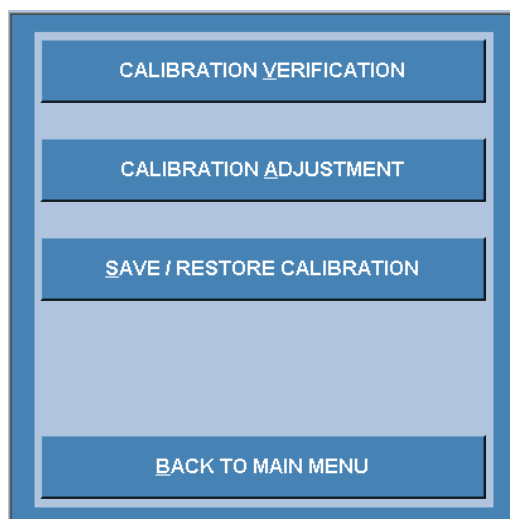 CALIBRATION VERIFICATION
CALIBRATION ADJUSTMENT
SAVE / RESTORE CALIBRATION
BACK TO MAIN MENU